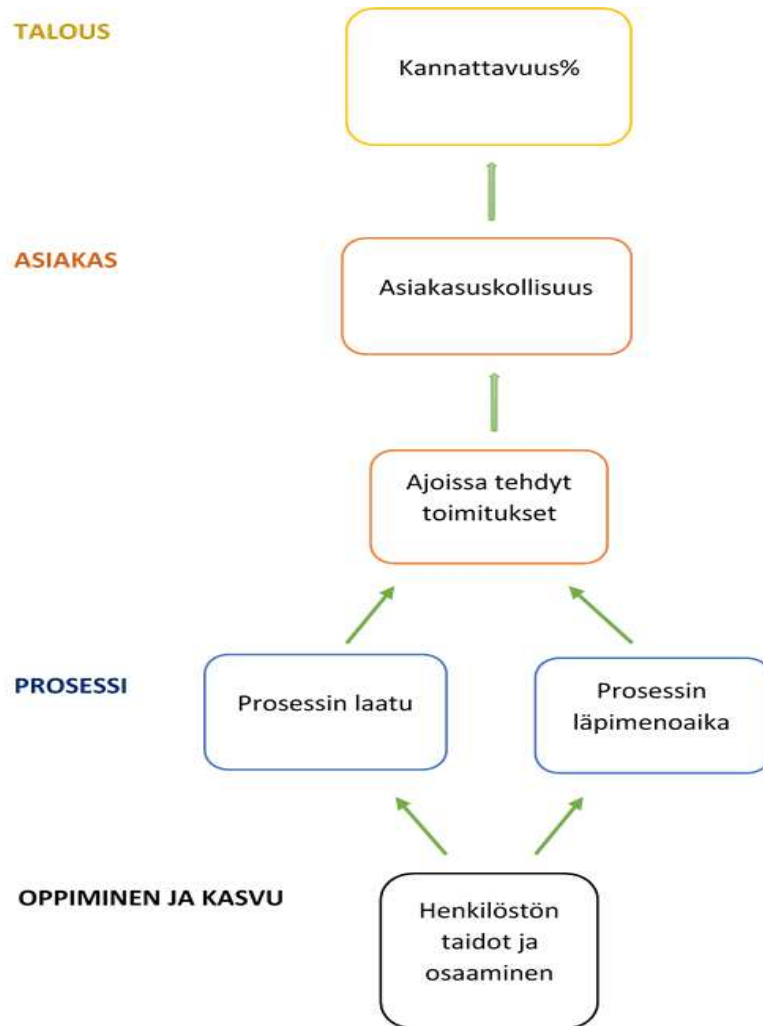 TALOUS
Kannattavuus%
ASIAKAS
Asiakasuskollisuus
Ajoissa tehdyt
toimitukset
PROSESSI
Prosessin laatu
Prosessin
läpimenoaika
OPPIMINEN JA KASVU
Henkilöstön
taidot ja
osaaminen